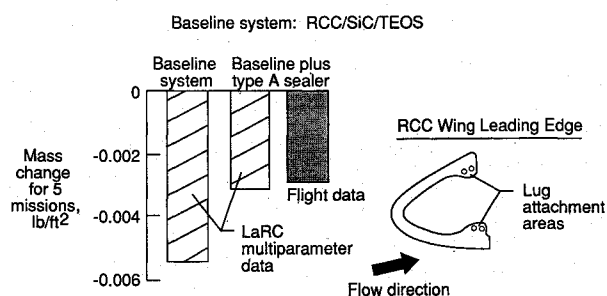 Baseline system: RCC/SiC/TEOS
Baseline
system
Baseline plus
type A sealer
0
-0.002
-0.004
-0.006
Mass
change
for 5
missions,
lb/ft2
Flight data
LaRC
multiparameter
data
RCC Wing Leading Edge
Lug
attachment
areas
Flow direction